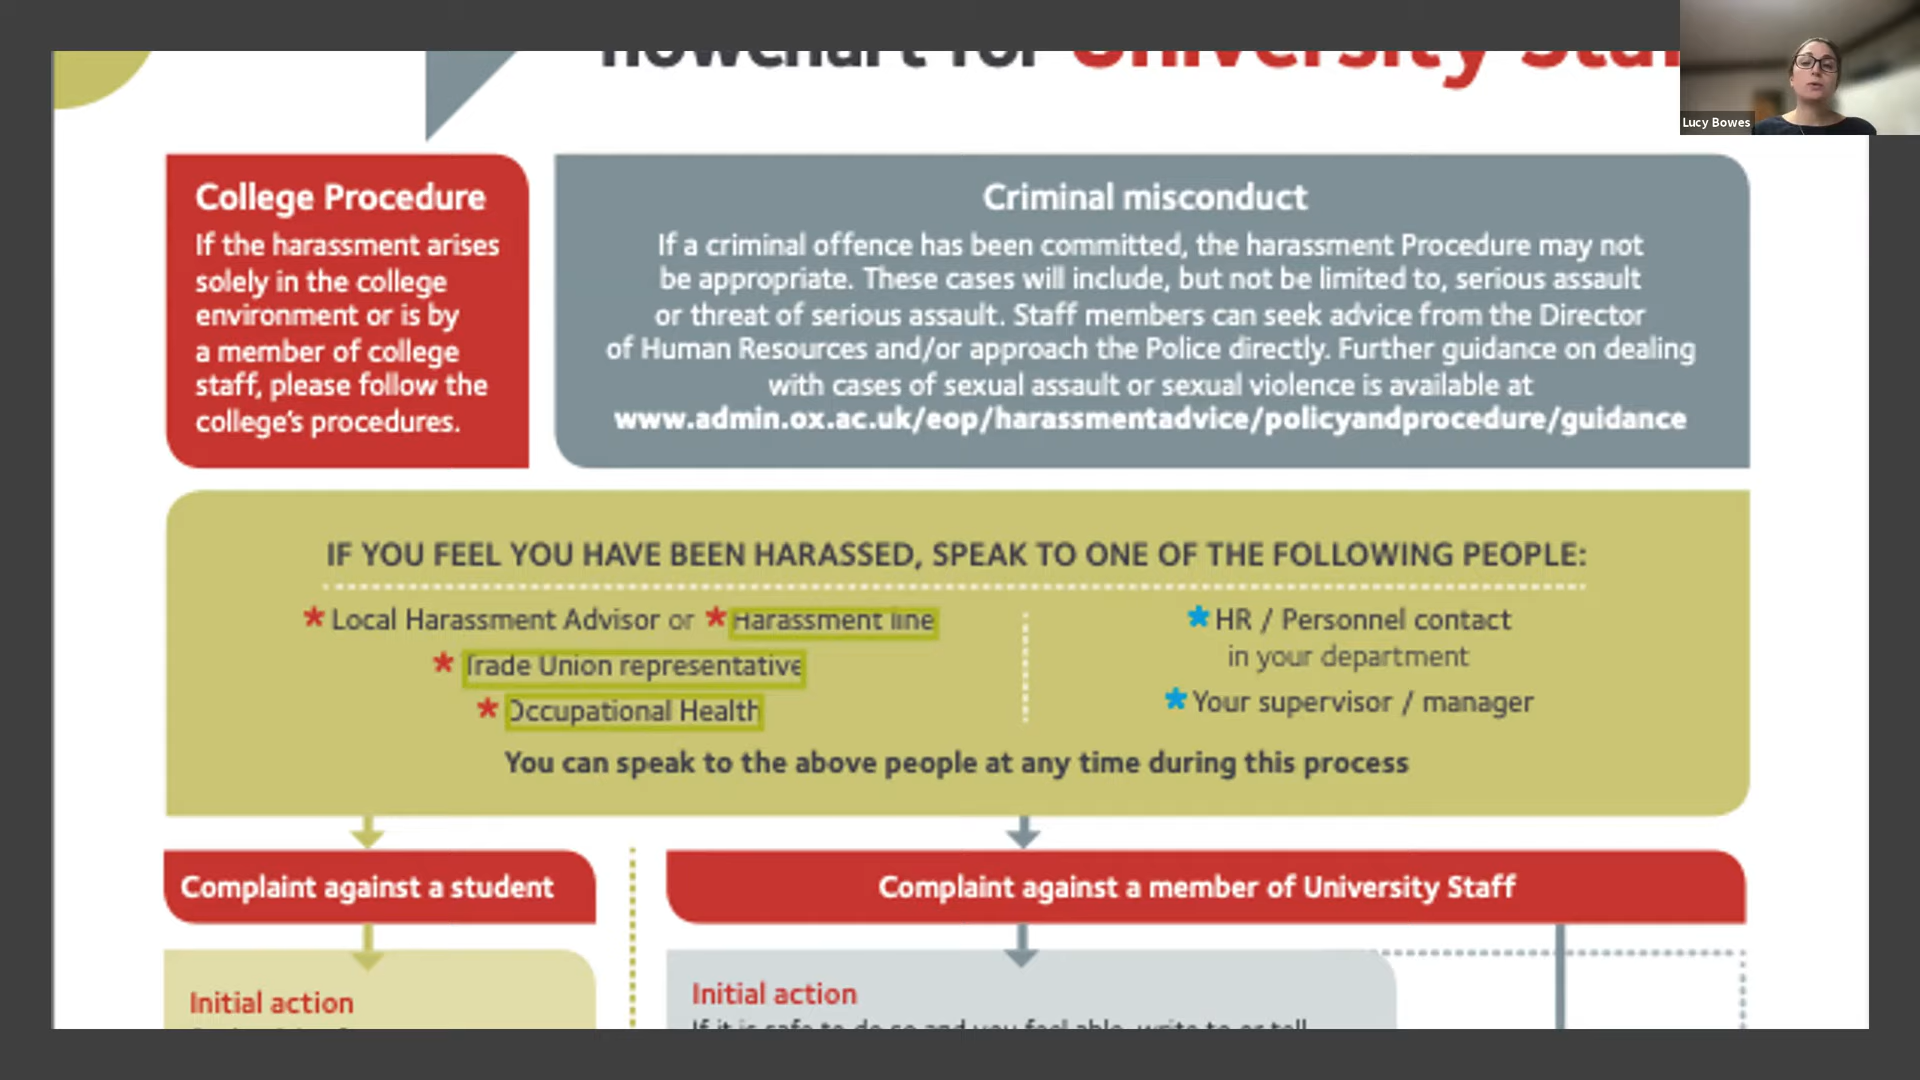 flowchart for University Staff
Lucy Bowes
College Procedure
If the harassment arises
solely in the college
environment or is by
a member of college
staff, please follow the
college's procedures.
Criminal misconduct
If a criminal offence has been committed, the harassment Procedure may not
be appropriate. These cases will include, but not be limited to, serious assault
or threat of serious assault. Staff members can seek advice from the Director
of Human Resources and/or approach the Police directly. Further guidance on dealing
with cases of sexual assault or sexual violence is available at
www.admin.ox.ac.uk/eop/harassmentadvice/policyandprocedure/guidance
IF YOU FEEL YOU HAVE BEEN HARASSED, SPEAK TO ONE OF THE FOLLOWING PEOPLE:
* Local Harassment Advisor or * Harassment line
* Trade Union representative
* Occupational Health
* HR / Personnel contact
in your department
* Your supervisor / manager
You can speak to the above people at any time during this process
Complaint against a student
Complaint against a member of University Staff
Initial action
Initial action
If it is safe to do so and you feel able, write to or tell